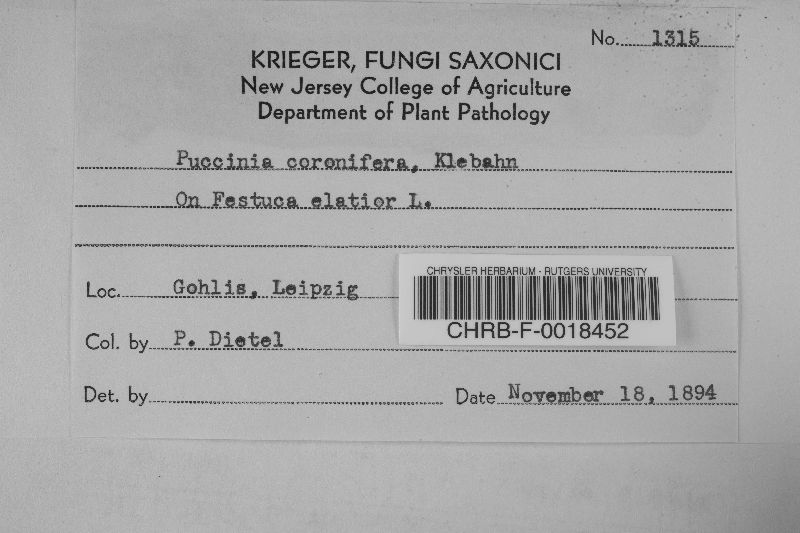 No. 1315
KRIEGER, FUNGI SAXONICI
New Jersey College of Agriculture
Department of Plant Pathology
Puccinia coronifera, Klebahn
On Festuca elatior L.
Loc. Gohlis, Leipzig
CHRYSLER HERBARIUM - RUTGERS UNIVERSITY
CHRB-F-0018452
Col. by P. Dietel
Det. by
Date November 18, 1894